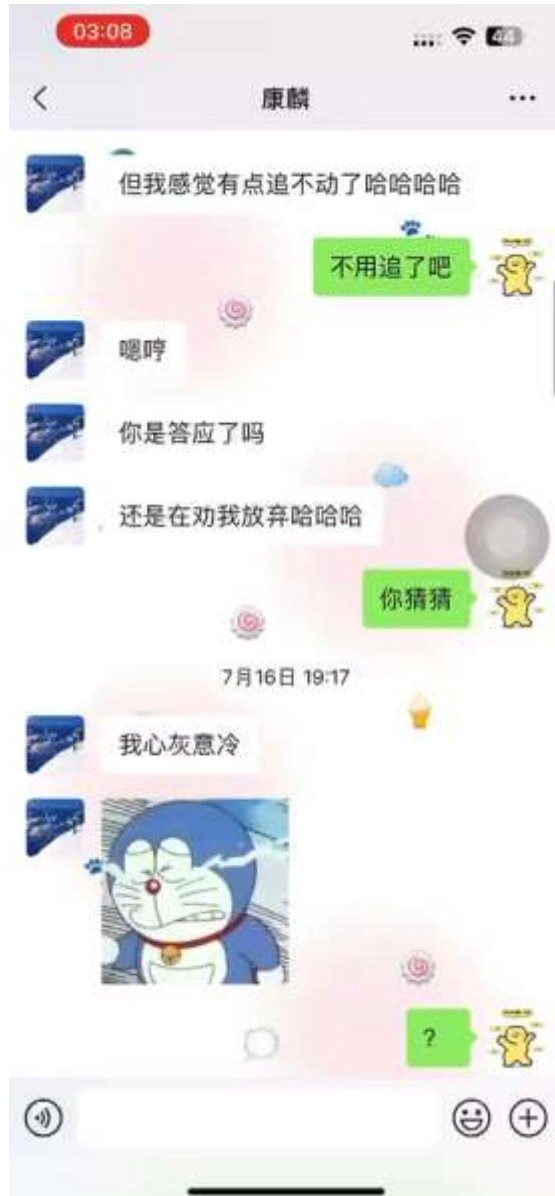 03:08
44
康麟
但我感觉有点追不动了哈哈哈哈
不用追了吧
嗯哼
你是答应了吗
还是在劝我放弃哈哈哈
你猜猜
7月16日 19:17
我心灰意冷
?